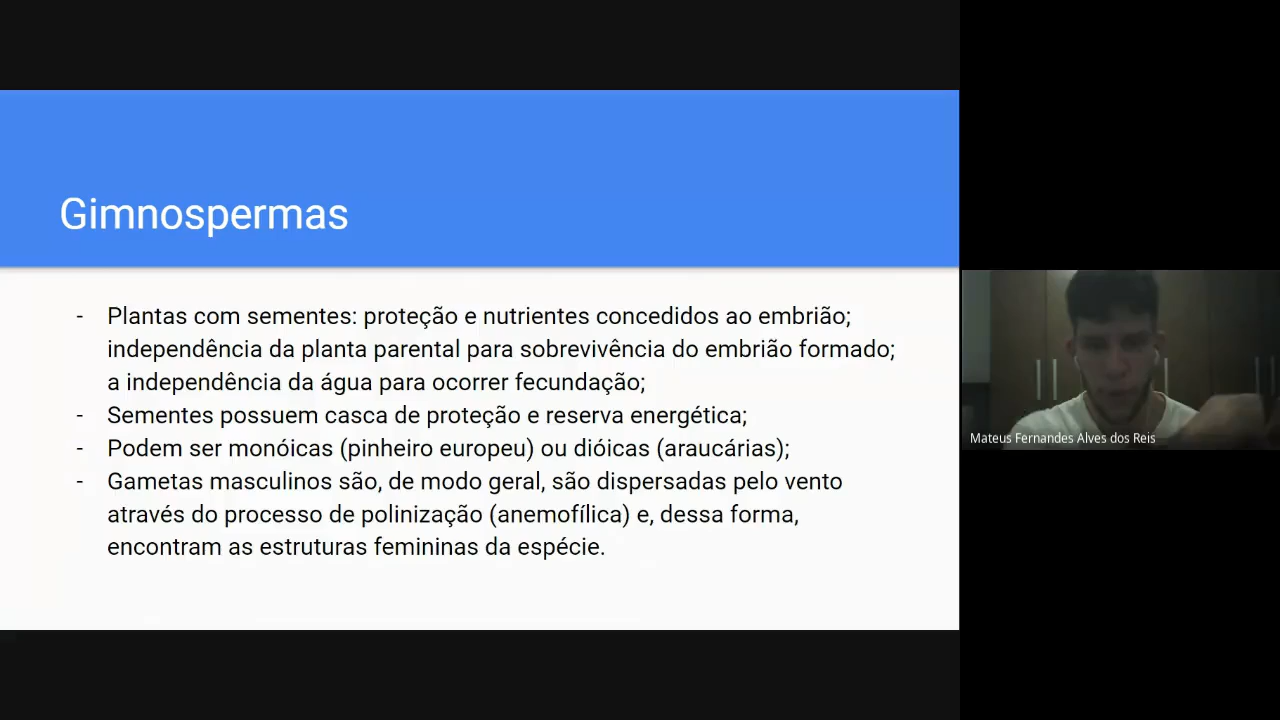 Gimnospermas
- Plantas com sementes: proteção e nutrientes concedidos ao embrião;
independência da planta parental para sobrevivência do embrião formado;
a independência da água para ocorrer fecundação;
- Sementes possuem casca de proteção e reserva energética;
- Podem ser monóicas (pinheiro europeu) ou dióicas (araucárias);
- Gametas masculinos são, de modo geral, são dispersadas pelo vento
através do processo de polinização (anemofílica) e, dessa forma,
encontram as estruturas femininas da espécie.
Mateus Fernandes Alves dos Reis